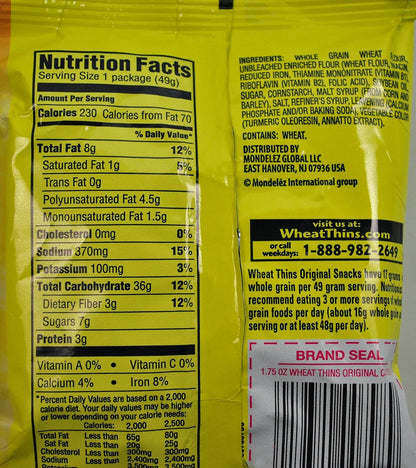 Nutrition Facts
Serving Size 1 package (49g)
Amount Per Serving
Calories 230 Calories from Fat 70
% Daily Value*
Total Fat 8g 12%
Saturated Fat 1g 5%
Trans Fat 0g
Polyunsaturated Fat 4.5g
Monounsaturated Fat 1.5g
Cholesterol 0mg 0%
Sodium 370mg 15%
Potassium 100mg 3%
Total Carbohydrate 36g 12%
Dietary Fiber 3g 12%
Sugars 7g
Protein 3g
Vitamin A 0% • Vitamin C 0%
Calcium 4% • Iron 8%
*Percent Daily Values are based on a 2,000
calorie diet. Your daily values may be higher
or lower depending on your calorie needs:
Calories: 2,000 2,500
Total Fat Less than 65g 80g
Sat Fat Less than 20g 25g
Cholesterol Less than 300mg 300mg
Sodium Less than 2,400mg 2,400mg
Potassium 3,500mg 3,500mg
INGREDIENTS: WHOLE GRAIN WHEAT FLOUR,
UNBLEACHED ENRICHED FLOUR (WHEAT FLOUR, NIACIN,
REDUCED IRON, THIAMINE MONONITRATE (VITAMIN B1),
RIBOFLAVIN (VITAMIN B2), FOLIC ACID), SOYBEAN OIL,
SUGAR, CORNSTARCH, MALT SYRUP (FROM CORN AND
BARLEY), SALT, REFINER'S SYRUP, LEAVENING (CALCIUM
PHOSPHATE AND/OR BAKING SODA), VEGETABLE COLOR
(TURMERIC OLEORESIN, ANNATTO EXTRACT).
CONTAINS: WHEAT.
DISTRIBUTED BY
MONDELEZ GLOBAL LLC
EAST HANOVER, NJ 07936 USA
© Mondelēz International group
visit us at:
WheatThins.com
or call
weekdays: 1-888-982-2649
Wheat Thins Original Snacks have 17 grams
whole grain per 49 gram serving.
recommend eating 3 or more servings of
grain foods per day (about 16g whole grain
serving or at least 48g per day).
BRAND SEAL
1.75 OZ WHEAT THINS ORIGINAL